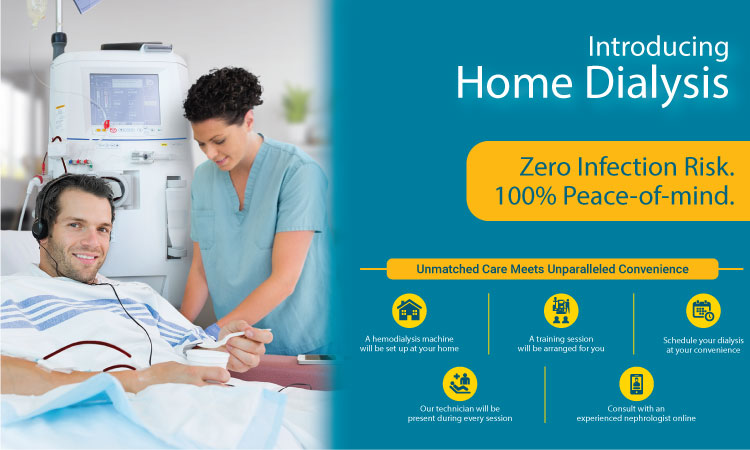 Introducing
Home Dialysis
Zero Infection Risk.
100% Peace-of-mind.
Unmatched Care Meets Unparalleled Convenience
A hemodialysis machine
will be set up at your home
A training session
will be arranged for you
Schedule your dialysis
at your convenience
Our technician will be
present during every session
Consult with an
experienced nephrologist online